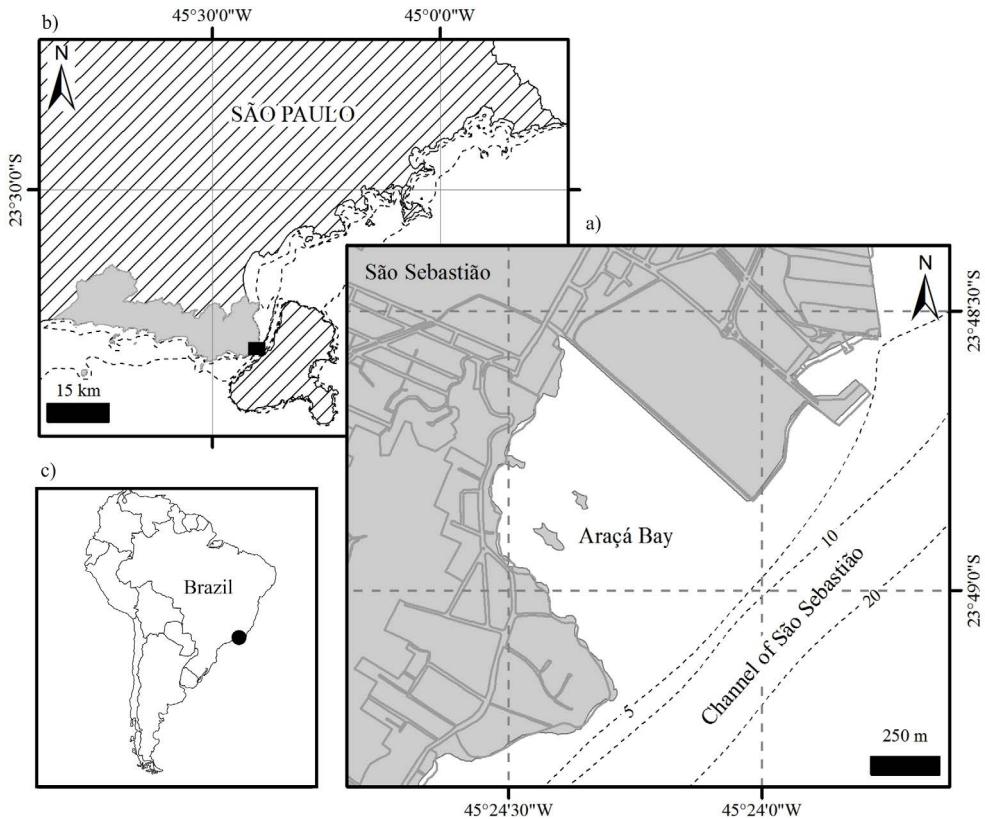 b)
45°30'0"W
45°0'0"W
N
SÃO PAULO
23°30'0"S
15 km
a)
São Sebastião
N
23°48'30"S
Araçá Bay
10
20
5
Channel of São Sebastião
23°49'0"S
250 m
45°24'30"W
45°24'0"W
c)
Brazil